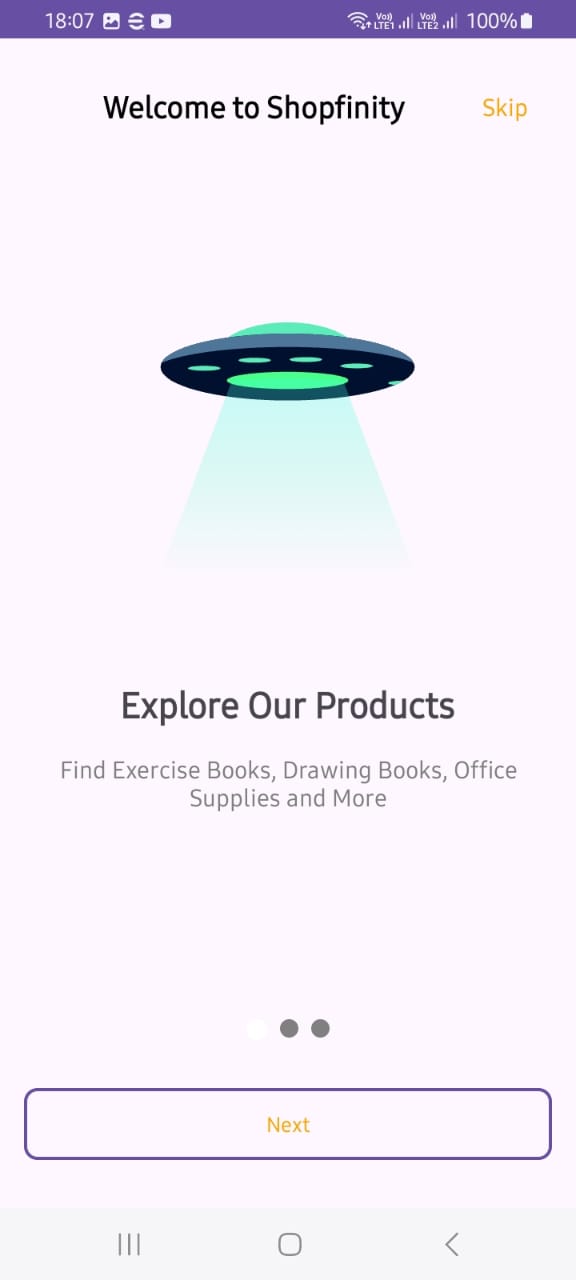 18:07 Vo)) LTE1 Vo)) LTE2 100%
Welcome to Shopfinity
Skip
Explore Our Products
Find Exercise Books, Drawing Books, Office
Supplies and More
Next